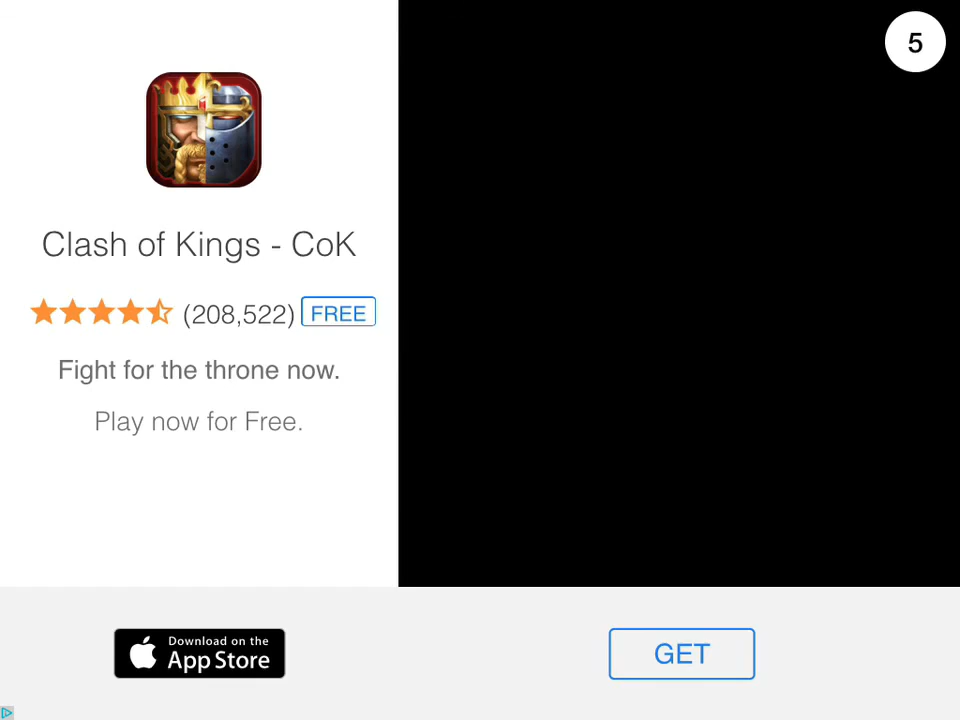 5
Clash of Kings - CoK
(208,522) FREE
Fight for the throne now.
Play now for Free.
Download on the
App Store
GET